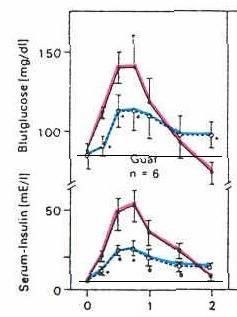 Blutglucose [mg/dl]
150
100
Guar
n = 6
Serum-Insulin [mE/l]
50
0
0
1
2